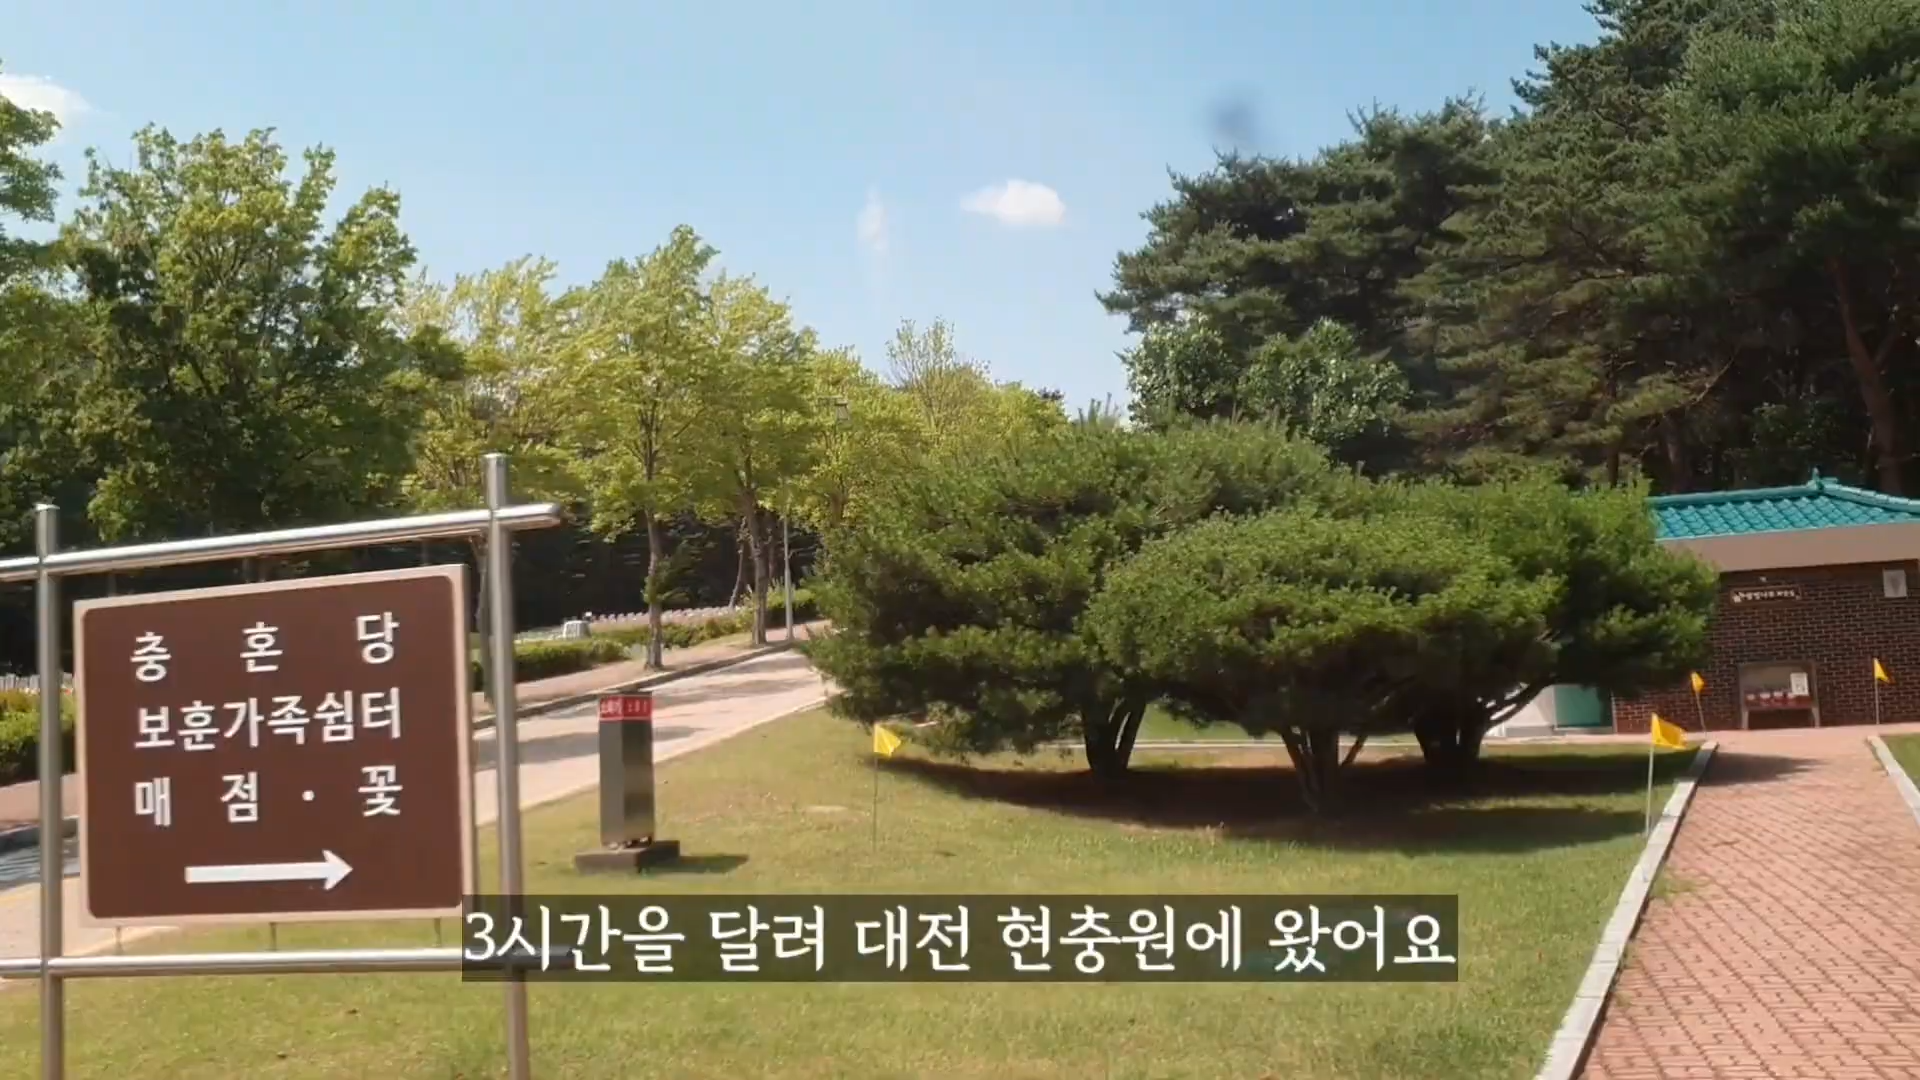 충 혼 당
보훈가족쉼터
매 점 · 꽃
3시간을 달려 대전 현충원에 왔어요